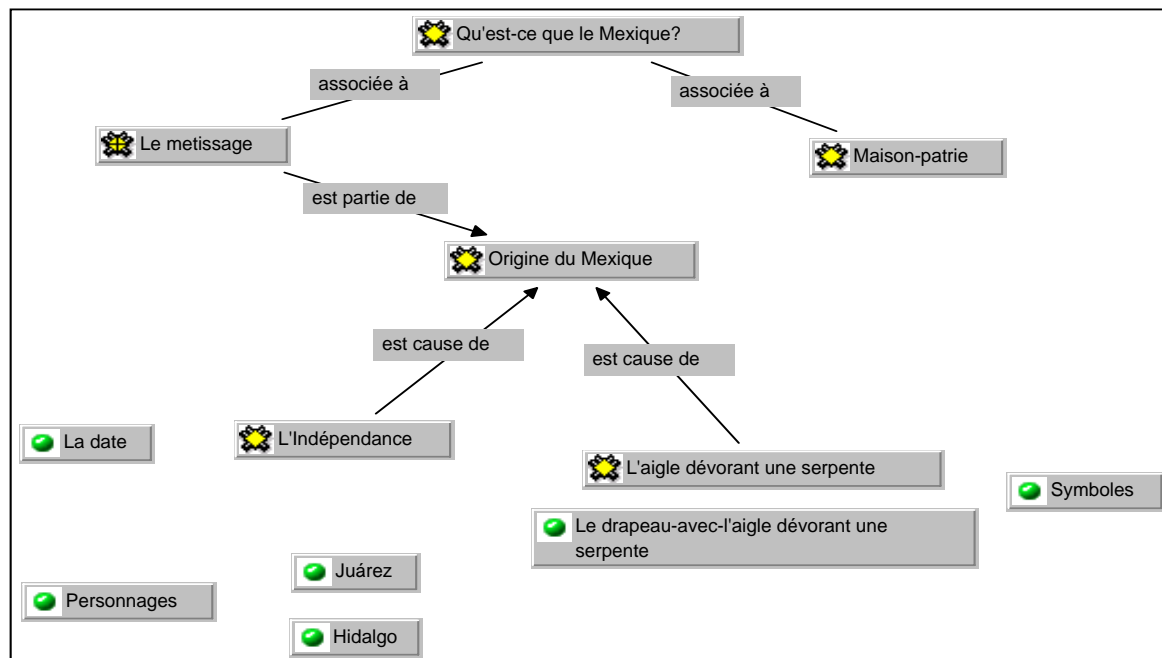 Qu'est-ce que le Mexique?
associée à
associée à
Le metissage
Maison-patrie
est partie de
Origine du Mexique
est cause de
est cause de
La date
L'Indépendance
L'aigle dévorant une serpente
Symboles
Le drapeau-avec-l'aigle dévorant une
serpente
Juárez
Personnages
Hidalgo